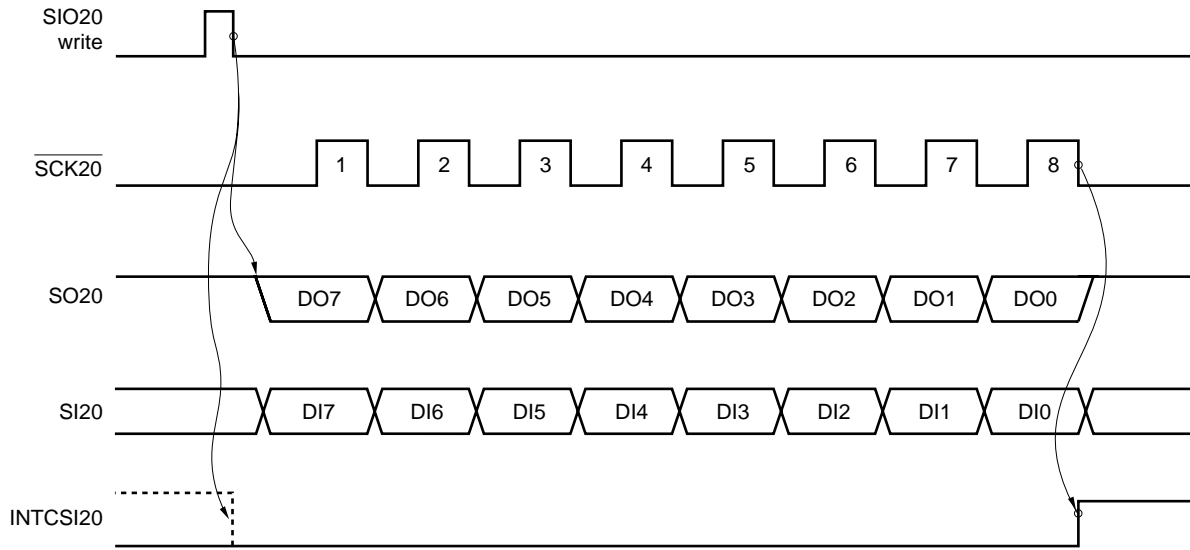 SIO20
write
SCK20
1 2 3 4 5 6 7 8
SO20
DO7 DO6 DO5 DO4 DO3 DO2 DO1 DO0
SI20
DI7 DI6 DI5 DI4 DI3 DI2 DI1 DI0
INTCSI20